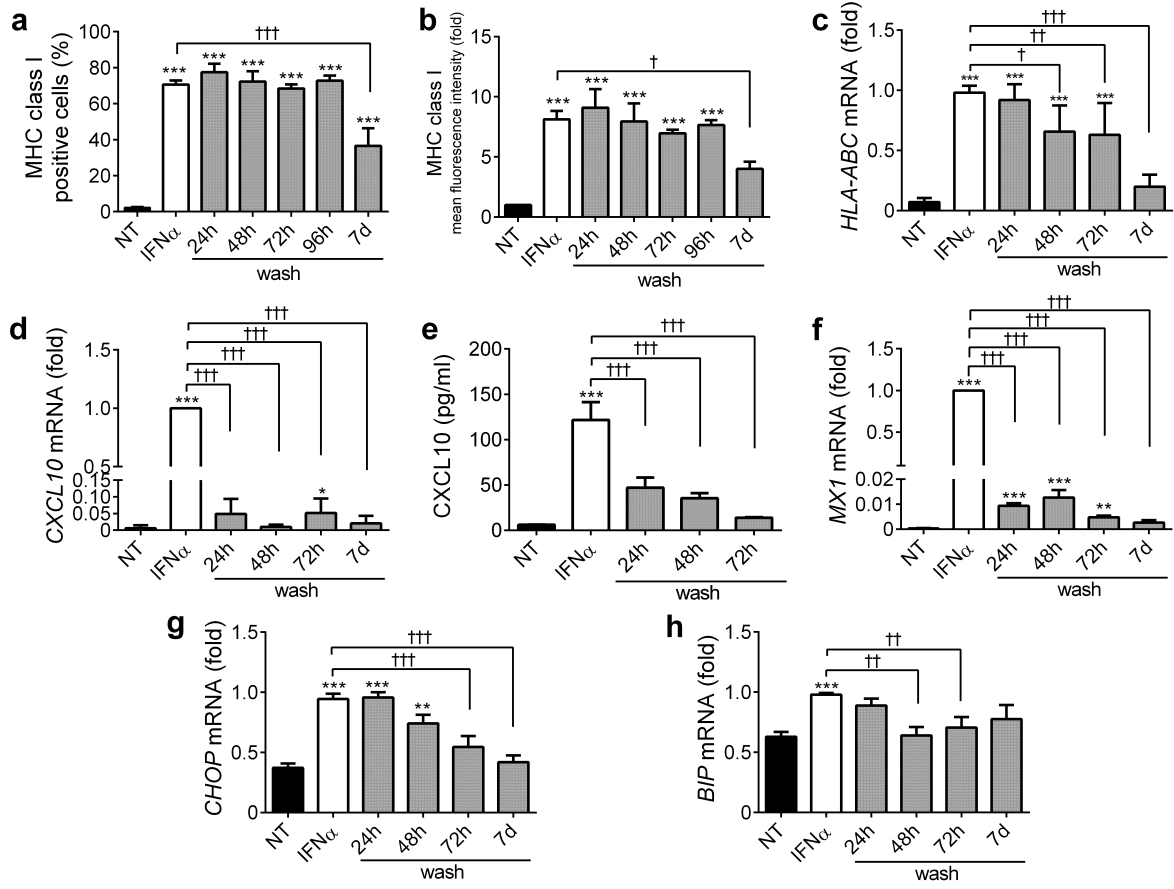 a
MHC class I
positive cells (%)
100
80
60
40
20
0
†††
*** *** *** *** *** ***
NT IFNα 24h 48h 72h 96h 7d
wash
b
MHC class I
mean fluorescence intensity (fold)
15
10
5
0
†
*** *** *** *** ***
NT IFNα 24h 48h 72h 96h 7d
wash
c
HLA-ABC mRNA (fold)
1.5
1.0
0.5
0
†††
††
†
*** *** *** ***
NT IFNα 24h 48h 72h 7d
wash
d
CXCL10 mRNA (fold)
1.5
1.0
0.5
0.15
0.10
0.05
0
†††
†††
†††
†††
*** *
NT IFNα 24h 48h 72h 7d
wash
e
CXCL10 (pg/ml)
200
150
100
50
0
†††
†††
†††
***
NT IFNα 24h 48h 72h
wash
f
MX1 mRNA (fold)
1.5
1.0
0.5
0.02
0.01
0
†††
†††
†††
†††
*** *** *** **
NT IFNα 24h 48h 72h 7d
wash
g
CHOP mRNA (fold)
1.5
1.0
0.5
0
†††
†††
*** *** **
NT IFNα 24h 48h 72h 7d
wash
h
BIP mRNA (fold)
1.5
1.0
0.5
0
††
††
***
NT IFNα 24h 48h 72h 7d
wash